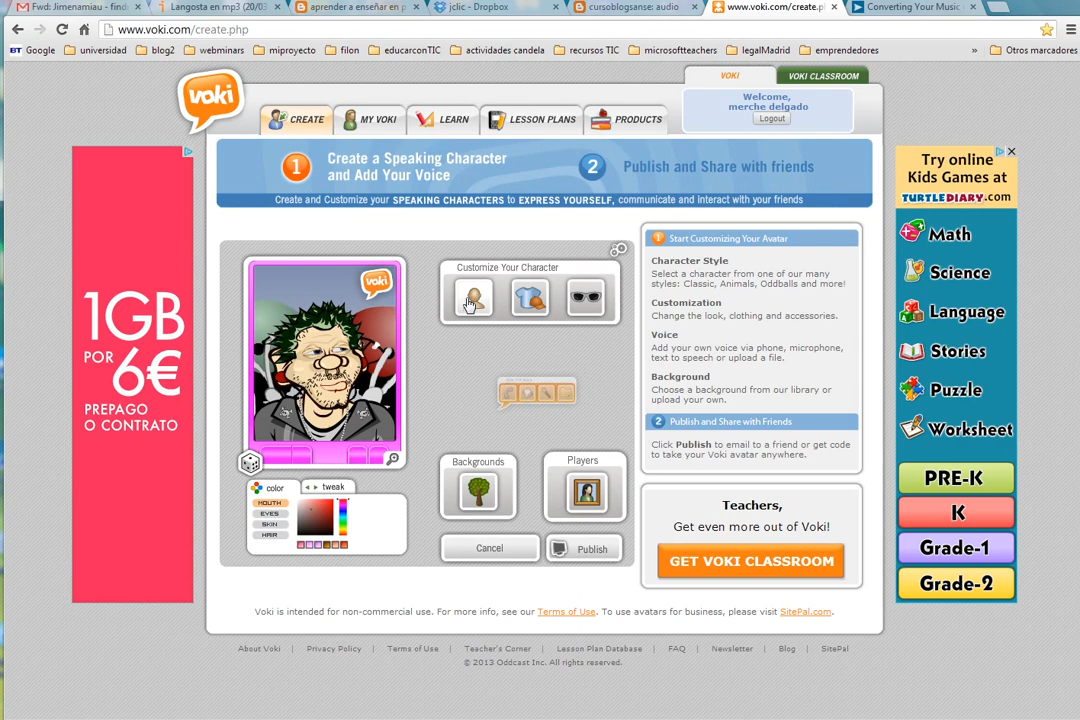 Fwd: Jimenamiau - find
Langosta en mp3 (20/03
aprender a enseñar en p
jclic - Dropbox
cursoblogsanse: audio
www.voki.com/create.ph
Converting Your Music
www.voki.com/create.php
Google
universidad
blog2
webminars
miproyecto
filon
educarconTIC
actividades candela
recursos TIC
microsoftteachers
legalMadrid
emprendedores
»
Otros marcadores
voki
VOKI
VOKI CLASSROOM
Welcome,
merche delgado
Logout
CREATE
MY VOKI
LEARN
LESSON PLANS
PRODUCTS
1
Create a Speaking Character
and Add Your Voice
2
Publish and Share with friends
Create and Customize your SPEAKING CHARACTERS to EXPRESS YOURSELF, communicate and Interact with your friends
1GB
POR
6€
PREPAGO
O CONTRATO
voki
Customize Your Character
Backgrounds
Players
Cancel
Publish
color
tweak
MOUTH
EYES
SKIN
HAIR
1 Start Customizing Your Avatar
Character Style
Select a character from one of our many
styles: Classic, Animals, Oddballs and more!
Customization
Change the look, clothing and accessories.
Voice
Add your own voice via phone, microphone,
text to speech or upload a file.
Background
Choose a background from our library or
upload your own.
2 Publish and Share with Friends
Click Publish to email to a friend or get code
to take your Voki avatar anywhere.
Teachers,
Get even more out of Voki!
GET VOKI CLASSROOM
Try online
Kids Games at
TURTLEDIARY.com
Math
Science
Language
Stories
Puzzle
Worksheet
PRE-K
K
Grade-1
Grade-2
Voki is intended for non-commercial use. For more info, see our Terms of Use. To use avatars for business, please visit SitePal.com.
About Voki | Privacy Policy | Terms of Use | Teacher's Corner | Lesson Plan Database | FAQ | Newsletter | Blog | SitePal
© 2013 Oddcast Inc. All rights reserved.